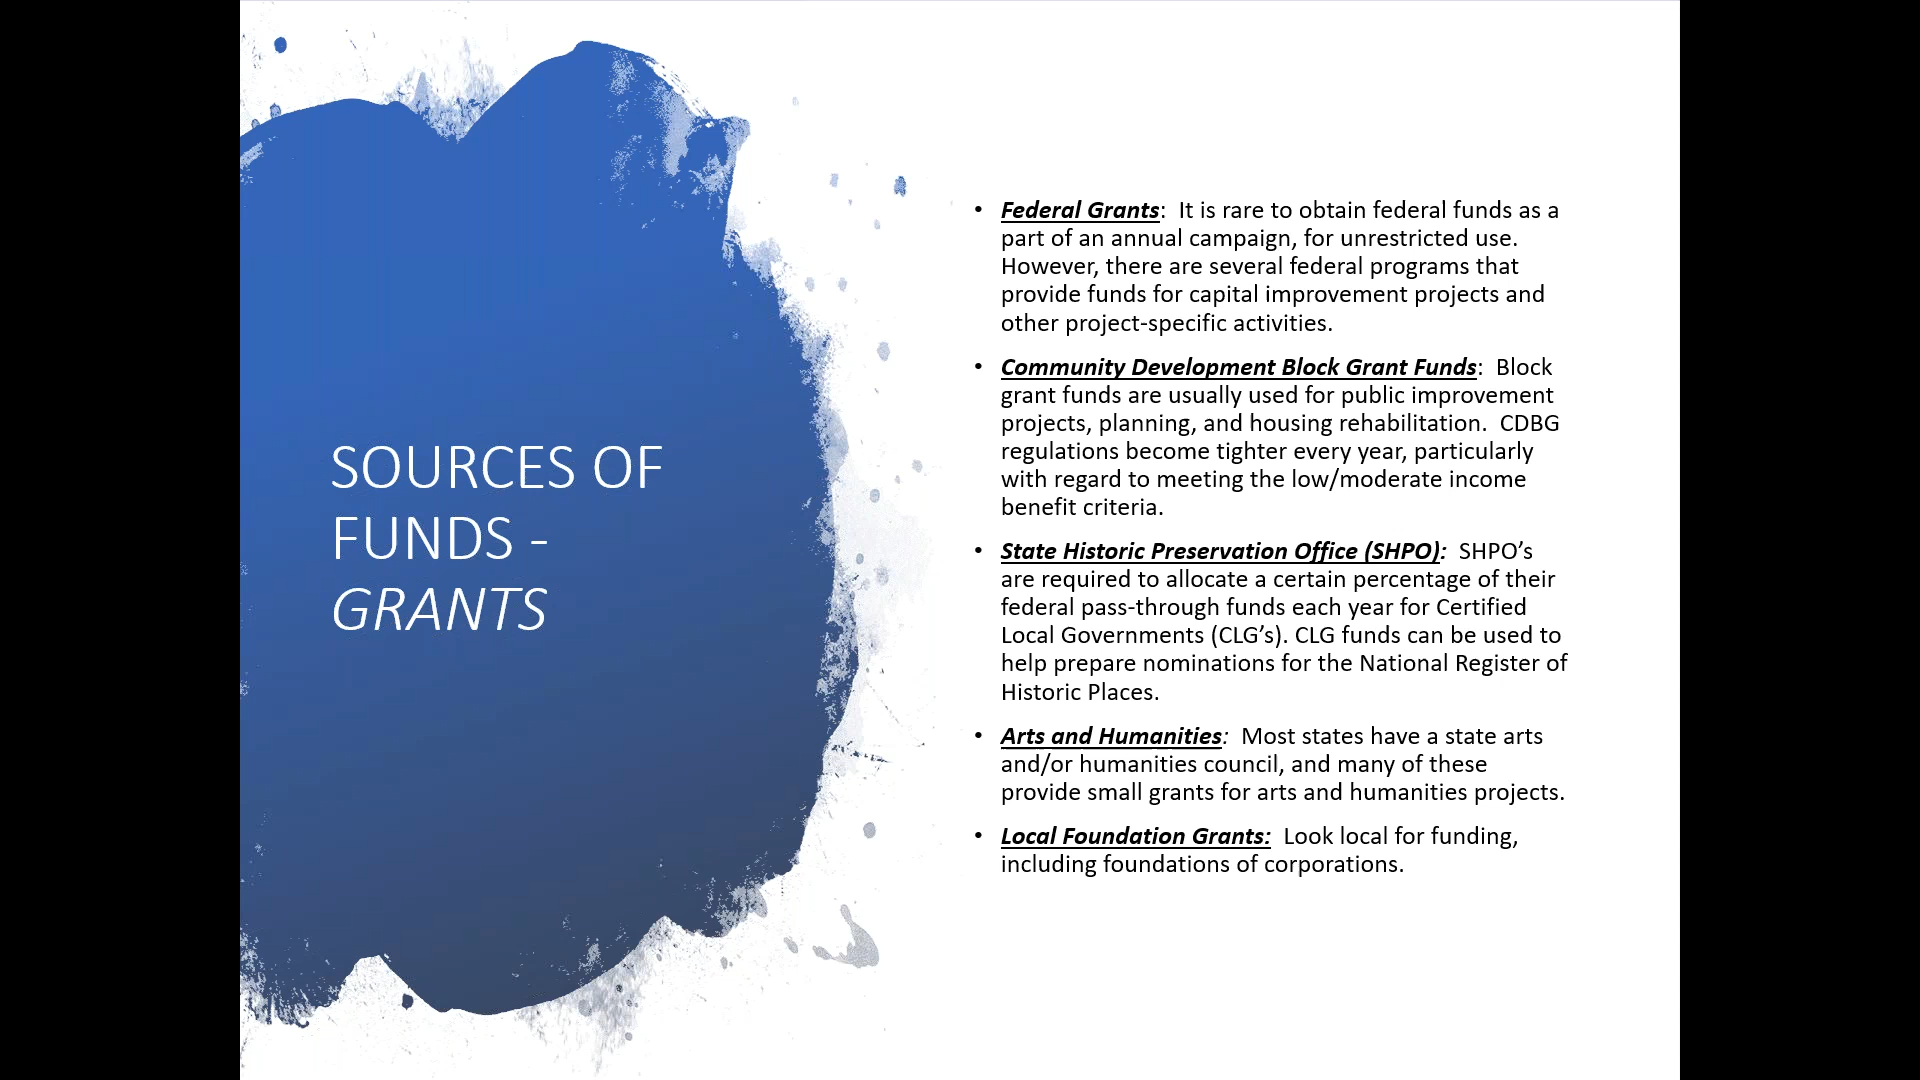 SOURCES OF
FUNDS -
GRANTS
• Federal Grants:  It is rare to obtain federal funds as a
part of an annual campaign, for unrestricted use.
However, there are several federal programs that
provide funds for capital improvement projects and
other project-specific activities.
• Community Development Block Grant Funds:  Block
grant funds are usually used for public improvement
projects, planning, and housing rehabilitation.  CDBG
regulations become tighter every year, particularly
with regard to meeting the low/moderate income
benefit criteria.
• State Historic Preservation Office (SHPO):  SHPO’s
are required to allocate a certain percentage of their
federal pass-through funds each year for Certified
Local Governments (CLG’s). CLG funds can be used to
help prepare nominations for the National Register of
Historic Places.
• Arts and Humanities:  Most states have a state arts
and/or humanities council, and many of these
provide small grants for arts and humanities projects.
• Local Foundation Grants:  Look local for funding,
including foundations of corporations.